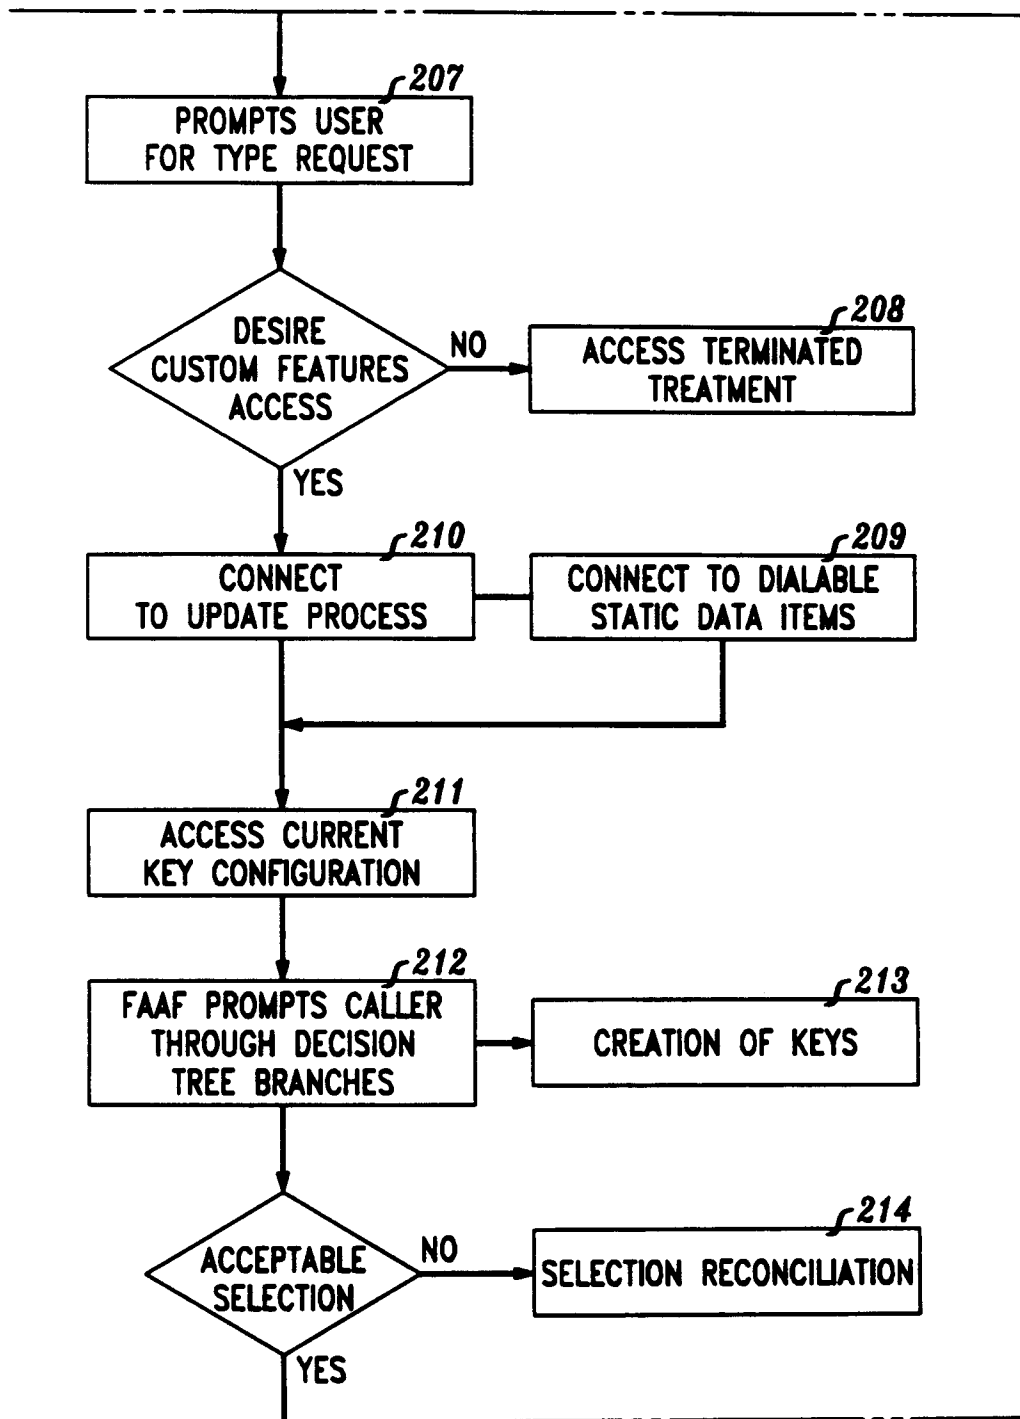 207
PROMPTS USER
FOR TYPE REQUEST
DESIRE
CUSTOM FEATURES
ACCESS
NO
208
ACCESS TERMINATED
TREATMENT
YES
210
CONNECT
TO UPDATE PROCESS
209
CONNECT TO DIALABLE
STATIC DATA ITEMS
211
ACCESS CURRENT
KEY CONFIGURATION
212
FAAF PROMPTS CALLER
THROUGH DECISION
TREE BRANCHES
213
CREATION OF KEYS
ACCEPTABLE
SELECTION
NO
214
SELECTION RECONCILIATION
YES